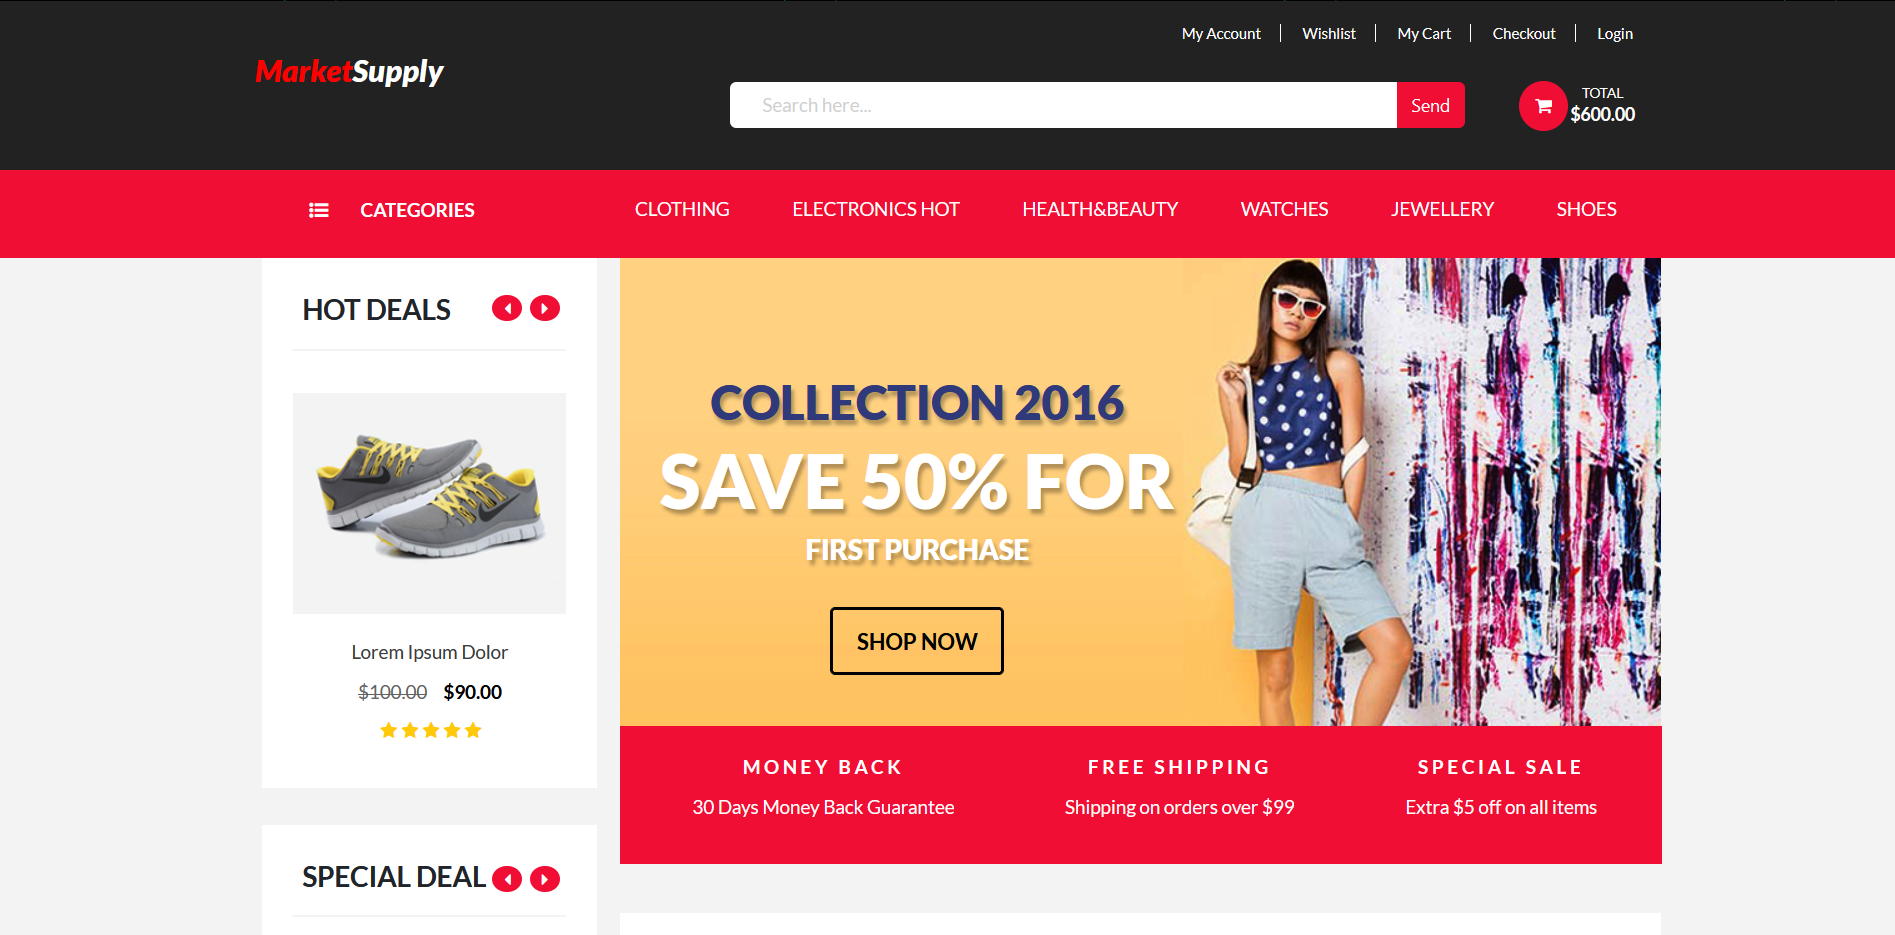 My Account
Wishlist
My Cart
Checkout
Login
MarketSupply
Search here...
Send
TOTAL
$600.00
CATEGORIES
CLOTHING
ELECTRONICS HOT
HEALTH&BEAUTY
WATCHES
JEWELLERY
SHOES
HOT DEALS
Lorem Ipsum Dolor
$100.00 $90.00
COLLECTION 2016
SAVE 50% FOR
FIRST PURCHASE
SHOP NOW
MONEY BACK
30 Days Money Back Guarantee
FREE SHIPPING
Shipping on orders over $99
SPECIAL SALE
Extra $5 off on all items
SPECIAL DEAL